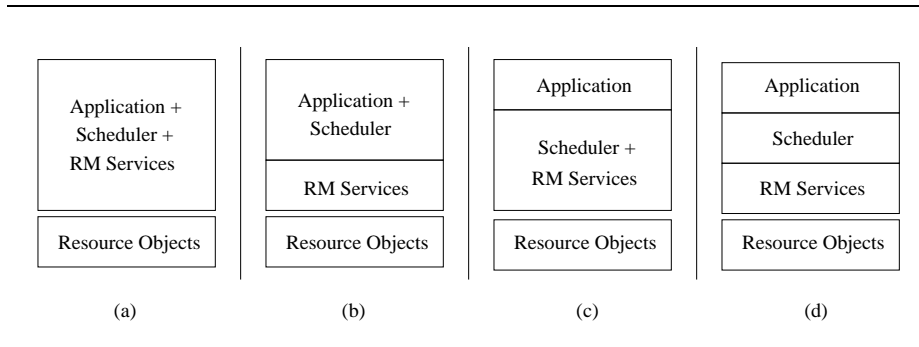 Application +
Scheduler +
RM Services
Resource Objects
(a)
Application +
Scheduler
RM Services
Resource Objects
(b)
Application
Scheduler +
RM Services
Resource Objects
(c)
Application
Scheduler
RM Services
Resource Objects
(d)